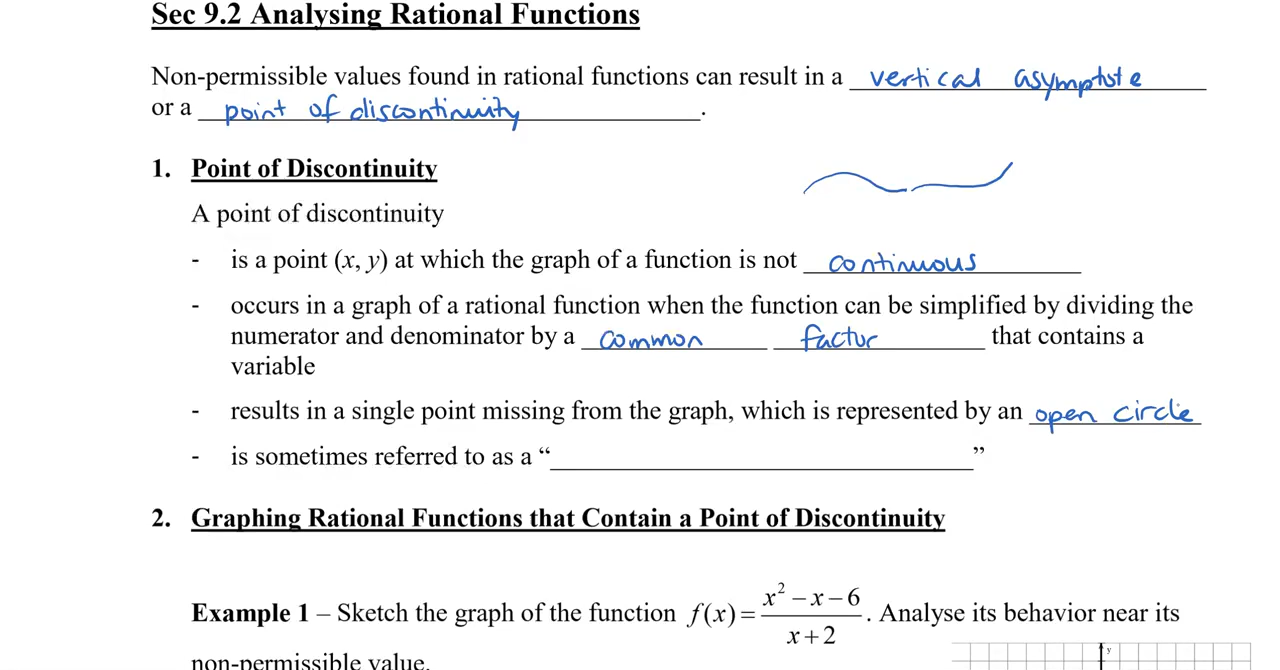 Sec 9.2 Analysing Rational Functions
Non-permissible values found in rational functions can result in a vertical asymptote
or a point of discontinuity.
1. Point of Discontinuity
A point of discontinuity
- is a point (x, y) at which the graph of a function is not continuous
- occurs in a graph of a rational function when the function can be simplified by dividing the
numerator and denominator by a common factor that contains a
variable
- results in a single point missing from the graph, which is represented by an open circle
- is sometimes referred to as a “____________________”
2. Graphing Rational Functions that Contain a Point of Discontinuity
Example 1 – Sketch the graph of the function f(x) = (x² − x − 6)/(x + 2). Analyse its behavior near its
non-permissible value.
y